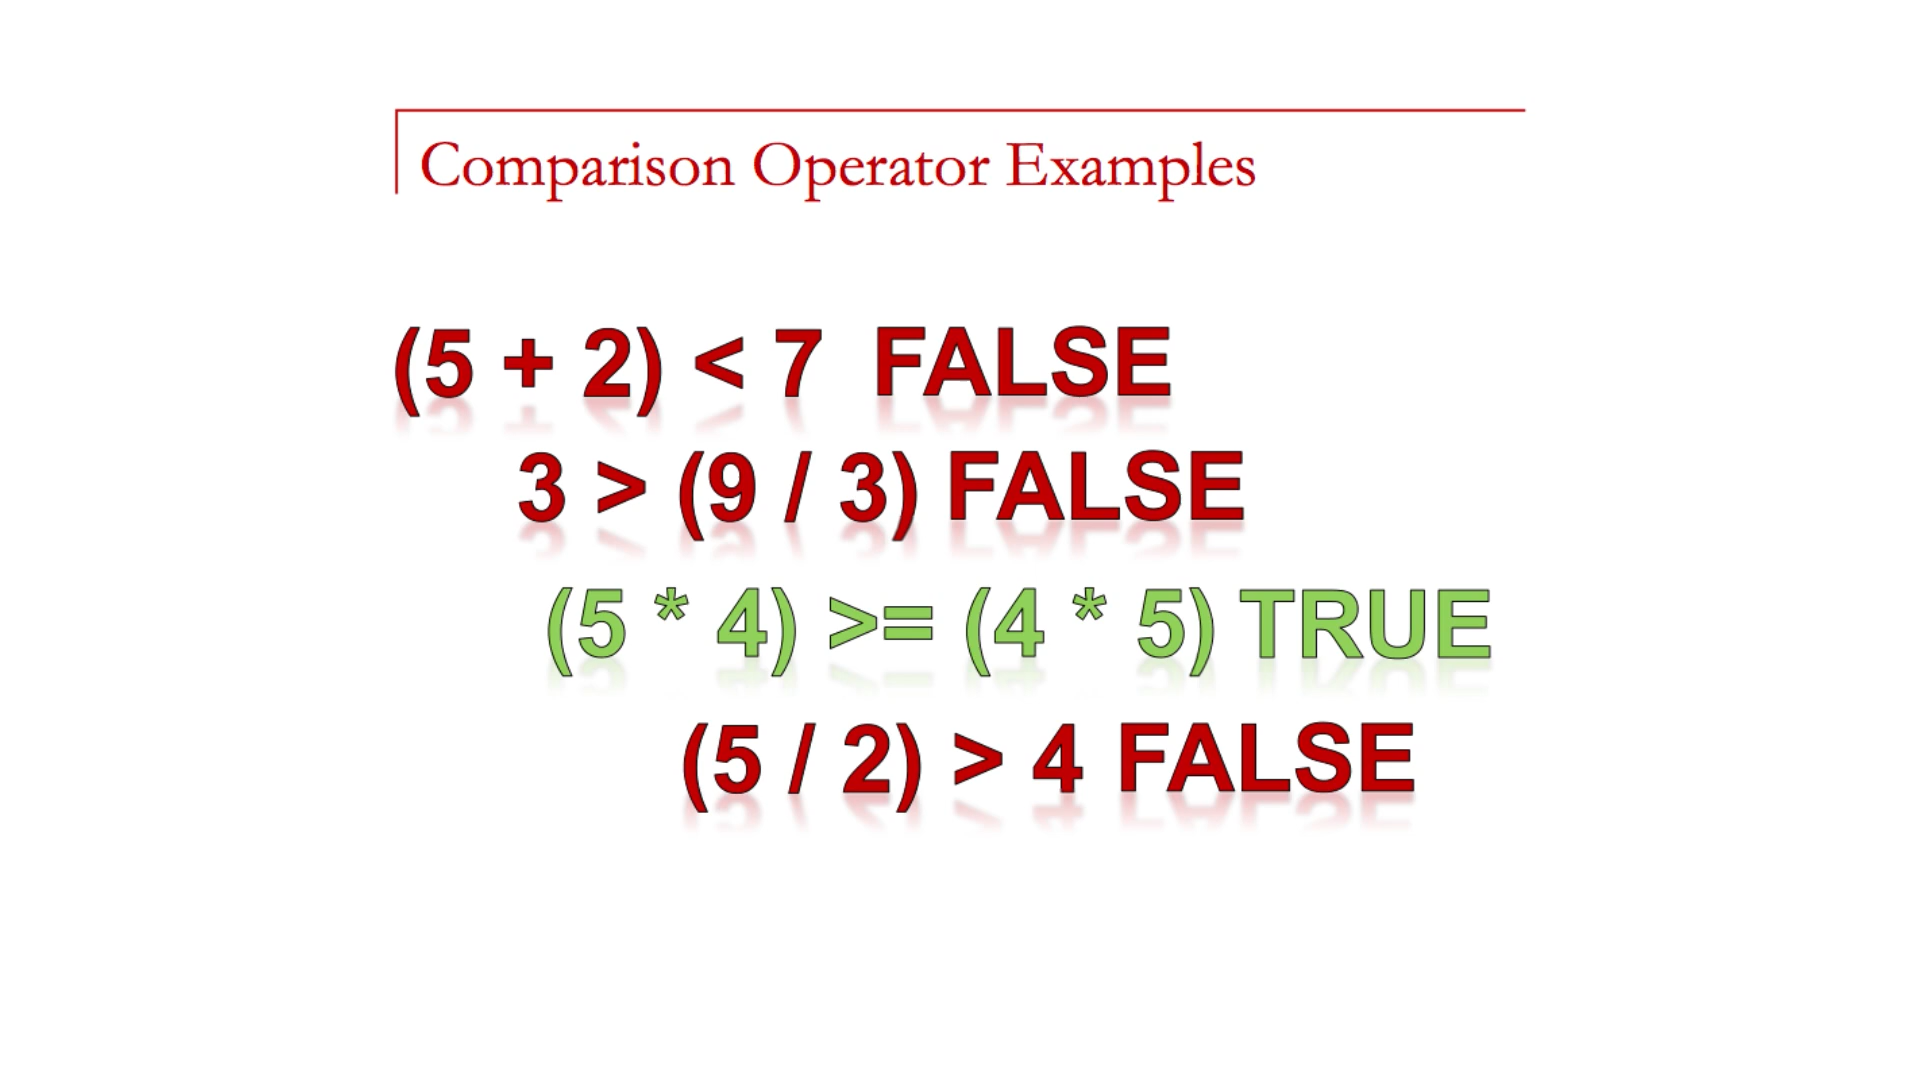 Comparison Operator Examples
(5 + 2) < 7 FALSE
3 > (9 / 3) FALSE
(5 * 4) >= (4 * 5) TRUE
(5 / 2) > 4 FALSE